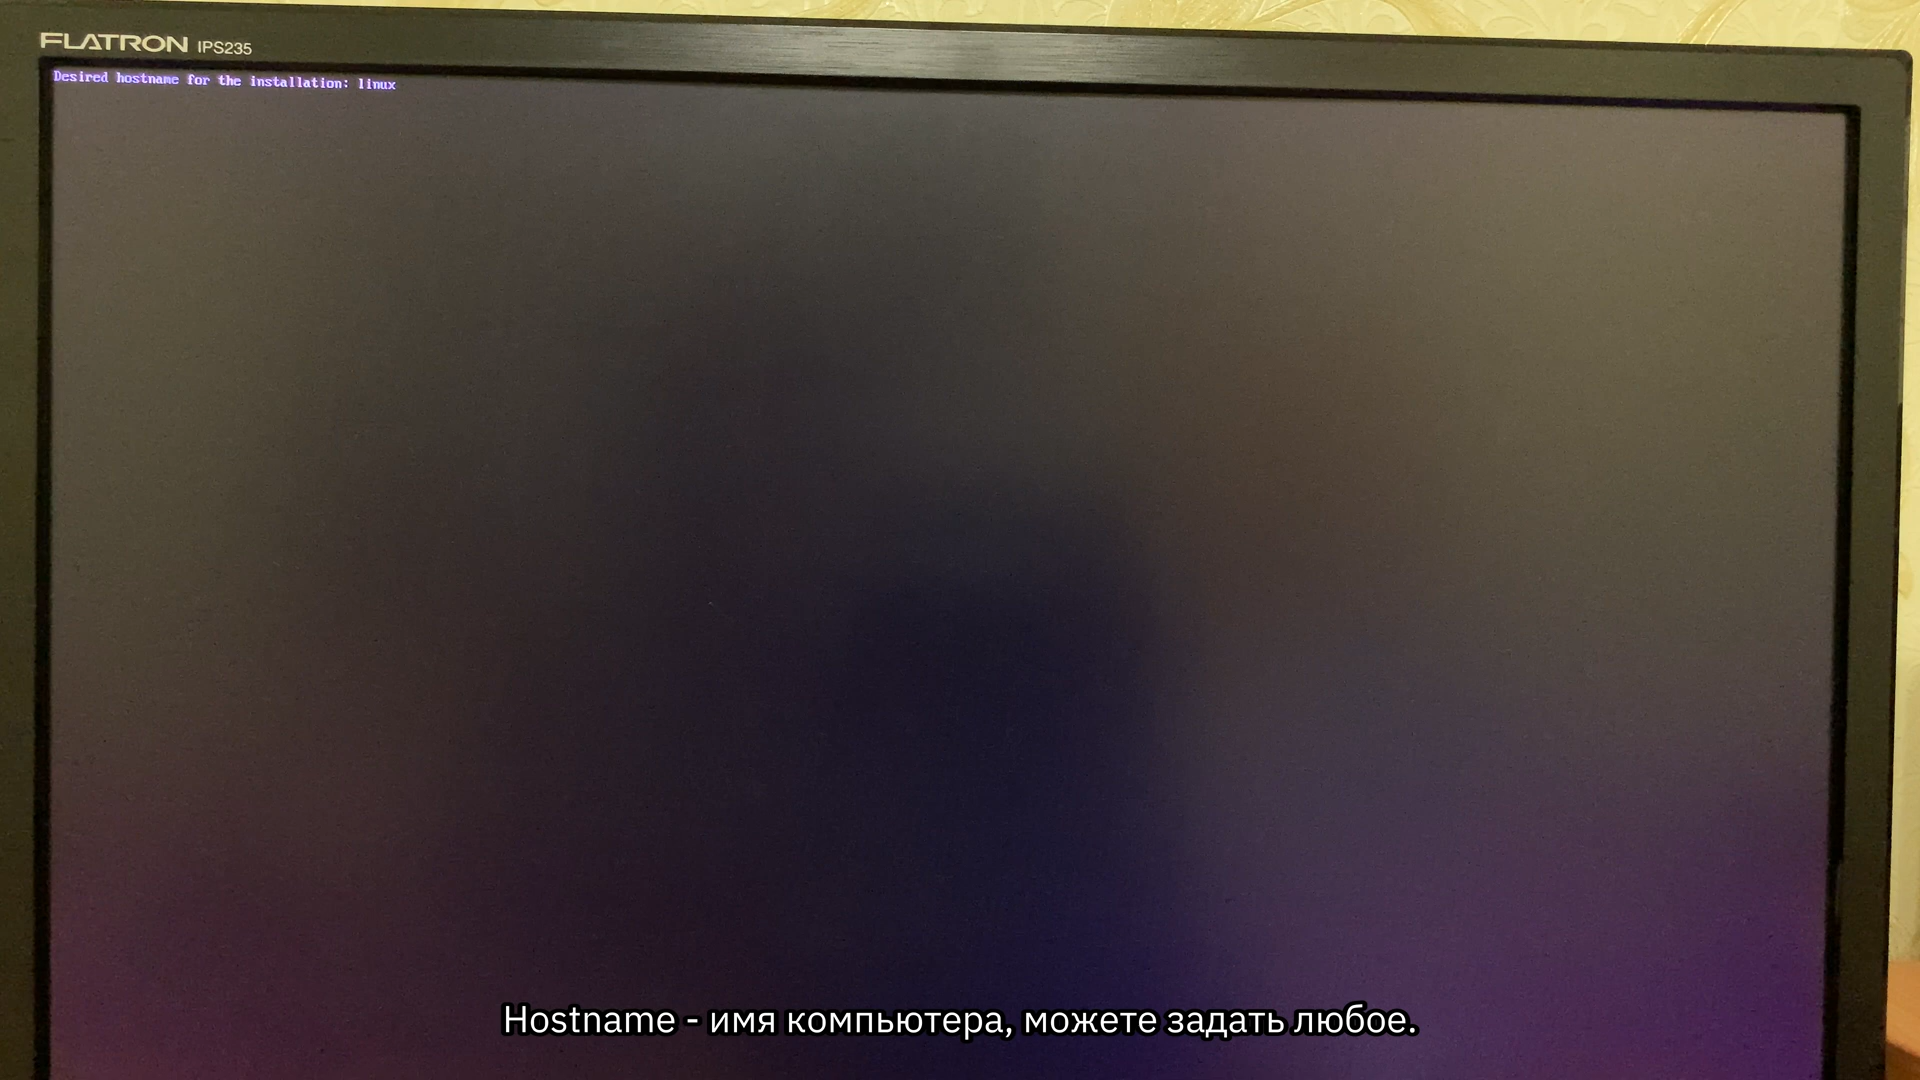 FLATRON IPS235
Desired hostname for the installation: linux
Hostname - имя компьютера, можете задать любое.